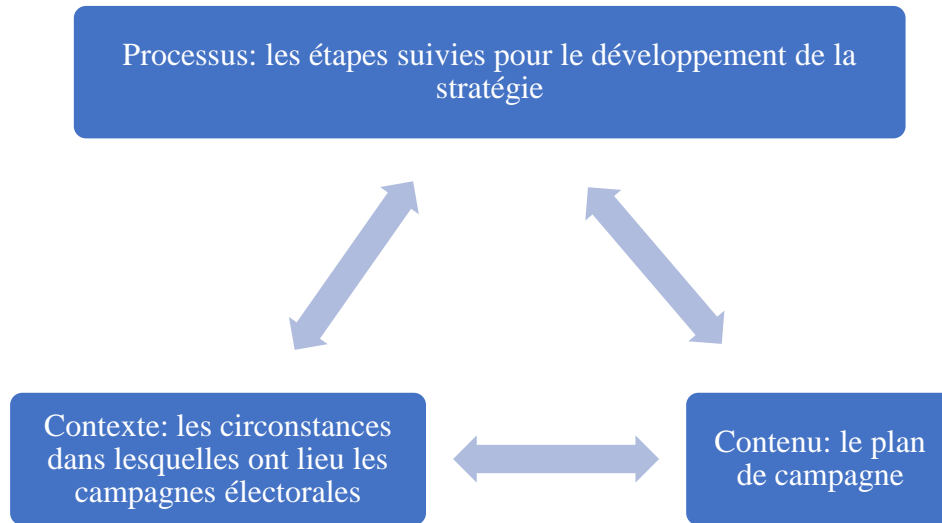 Processus: les étapes suivies pour le développement de la
stratégie
Contexte: les circonstances
dans lesquelles ont lieu les
campagnes électorales
Contenu: le plan
de campagne